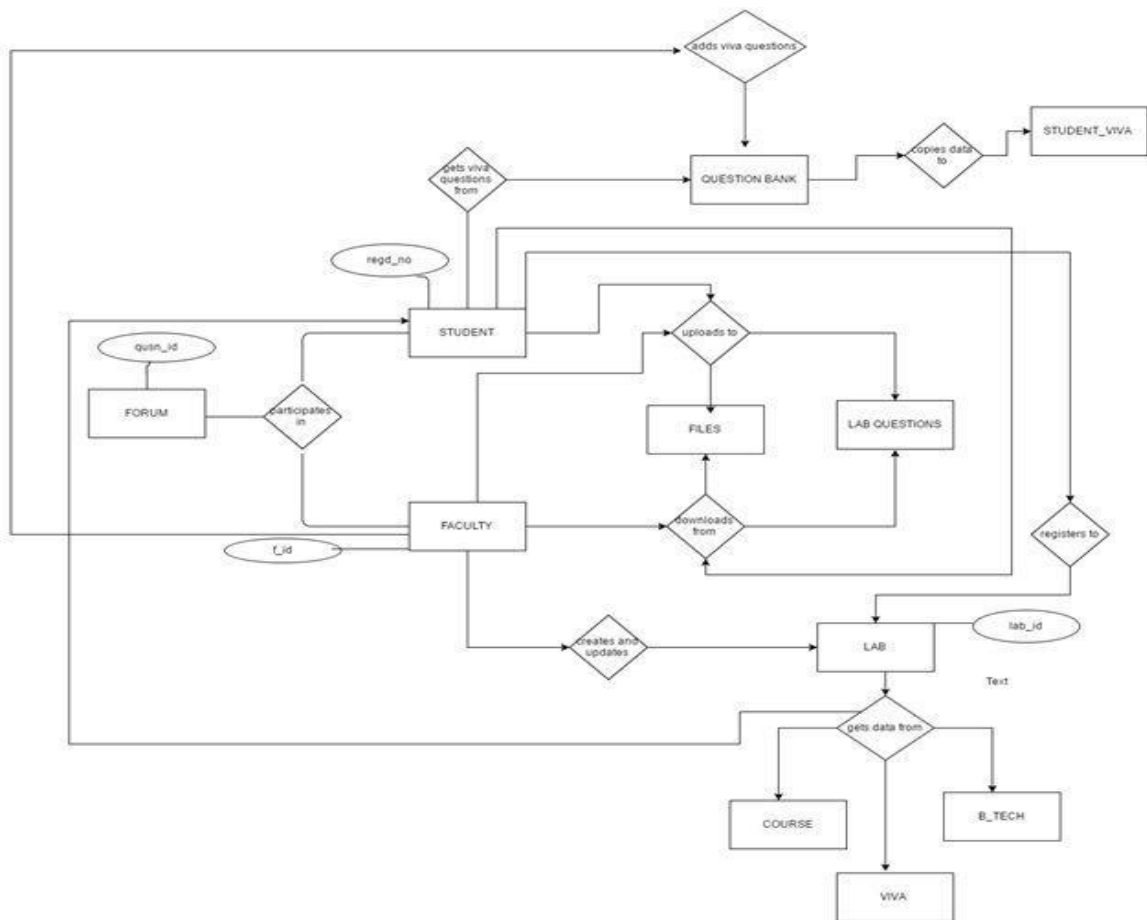 adds viva questions
STUDENT_VIVA
copies data
to
gets viva
questions
from
QUESTION BANK
regd_no
STUDENT
uploads to
qusn_id
FORUM
participates
in
FILES
LAB QUESTIONS
FACULTY
downloads
from
f_id
registers to
creates and
updates
LAB
lab_id
Text
gets data from
COURSE
B_TECH
VIVA